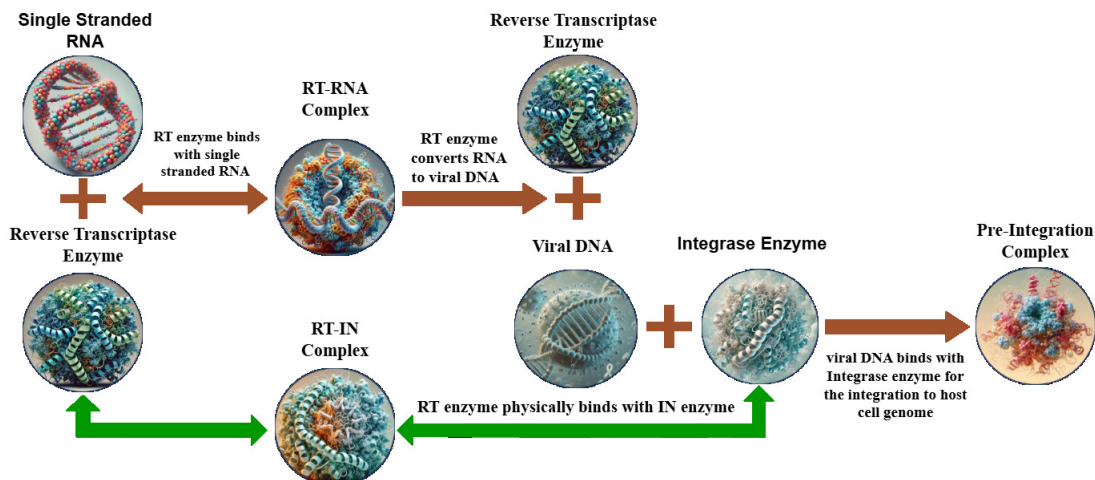 Single Stranded
RNA
RT enzyme binds
with single
stranded RNA
RT-RNA
Complex
RT enzyme
converts RNA
to viral DNA
Reverse Transcriptase
Enzyme
Reverse Transcriptase
Enzyme
Viral DNA
Integrase Enzyme
Pre-Integration
Complex
viral DNA binds with
Integrase enzyme for
the integration to host
cell genome
RT-IN
Complex
RT enzyme physically binds with IN enzyme